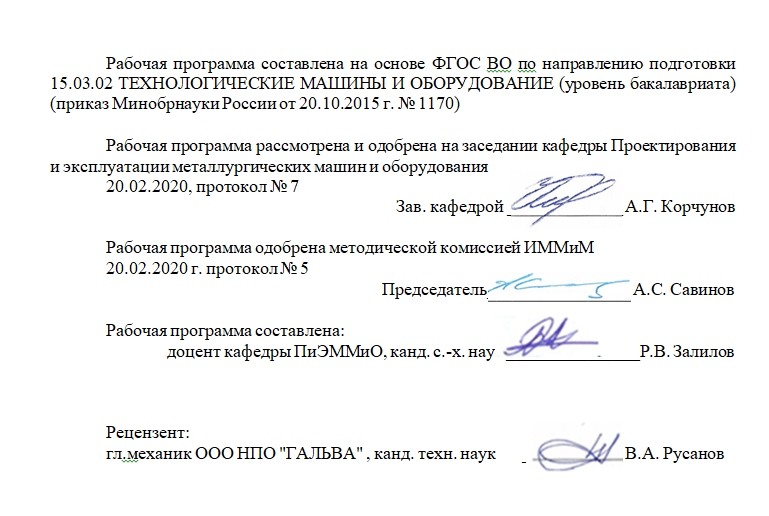 Рабочая программа составлена на основе ФГОС ВО по направлению подготовки
15.03.02 ТЕХНОЛОГИЧЕСКИЕ МАШИНЫ И ОБОРУДОВАНИЕ (уровень бакалавриата)
(приказ Минобрнауки России от 20.10.2015 г. № 1170)
Рабочая программа рассмотрена и одобрена на заседании кафедры Проектирования
и эксплуатации металлургических машин и оборудования
20.02.2020, протокол № 7
Зав. кафедрой А.Г. Корчунов
Рабочая программа одобрена методической комиссией ИММиМ
20.02.2020 г. протокол № 5
Председатель А.С. Савинов
Рабочая программа составлена:
доцент кафедры ПиЭММиО, канд. с.-х. нау Р.В. Залилов
Рецензент:
гл.механик ООО НПО "ГАЛЬВА" , канд. техн. наук В.А. Русанов